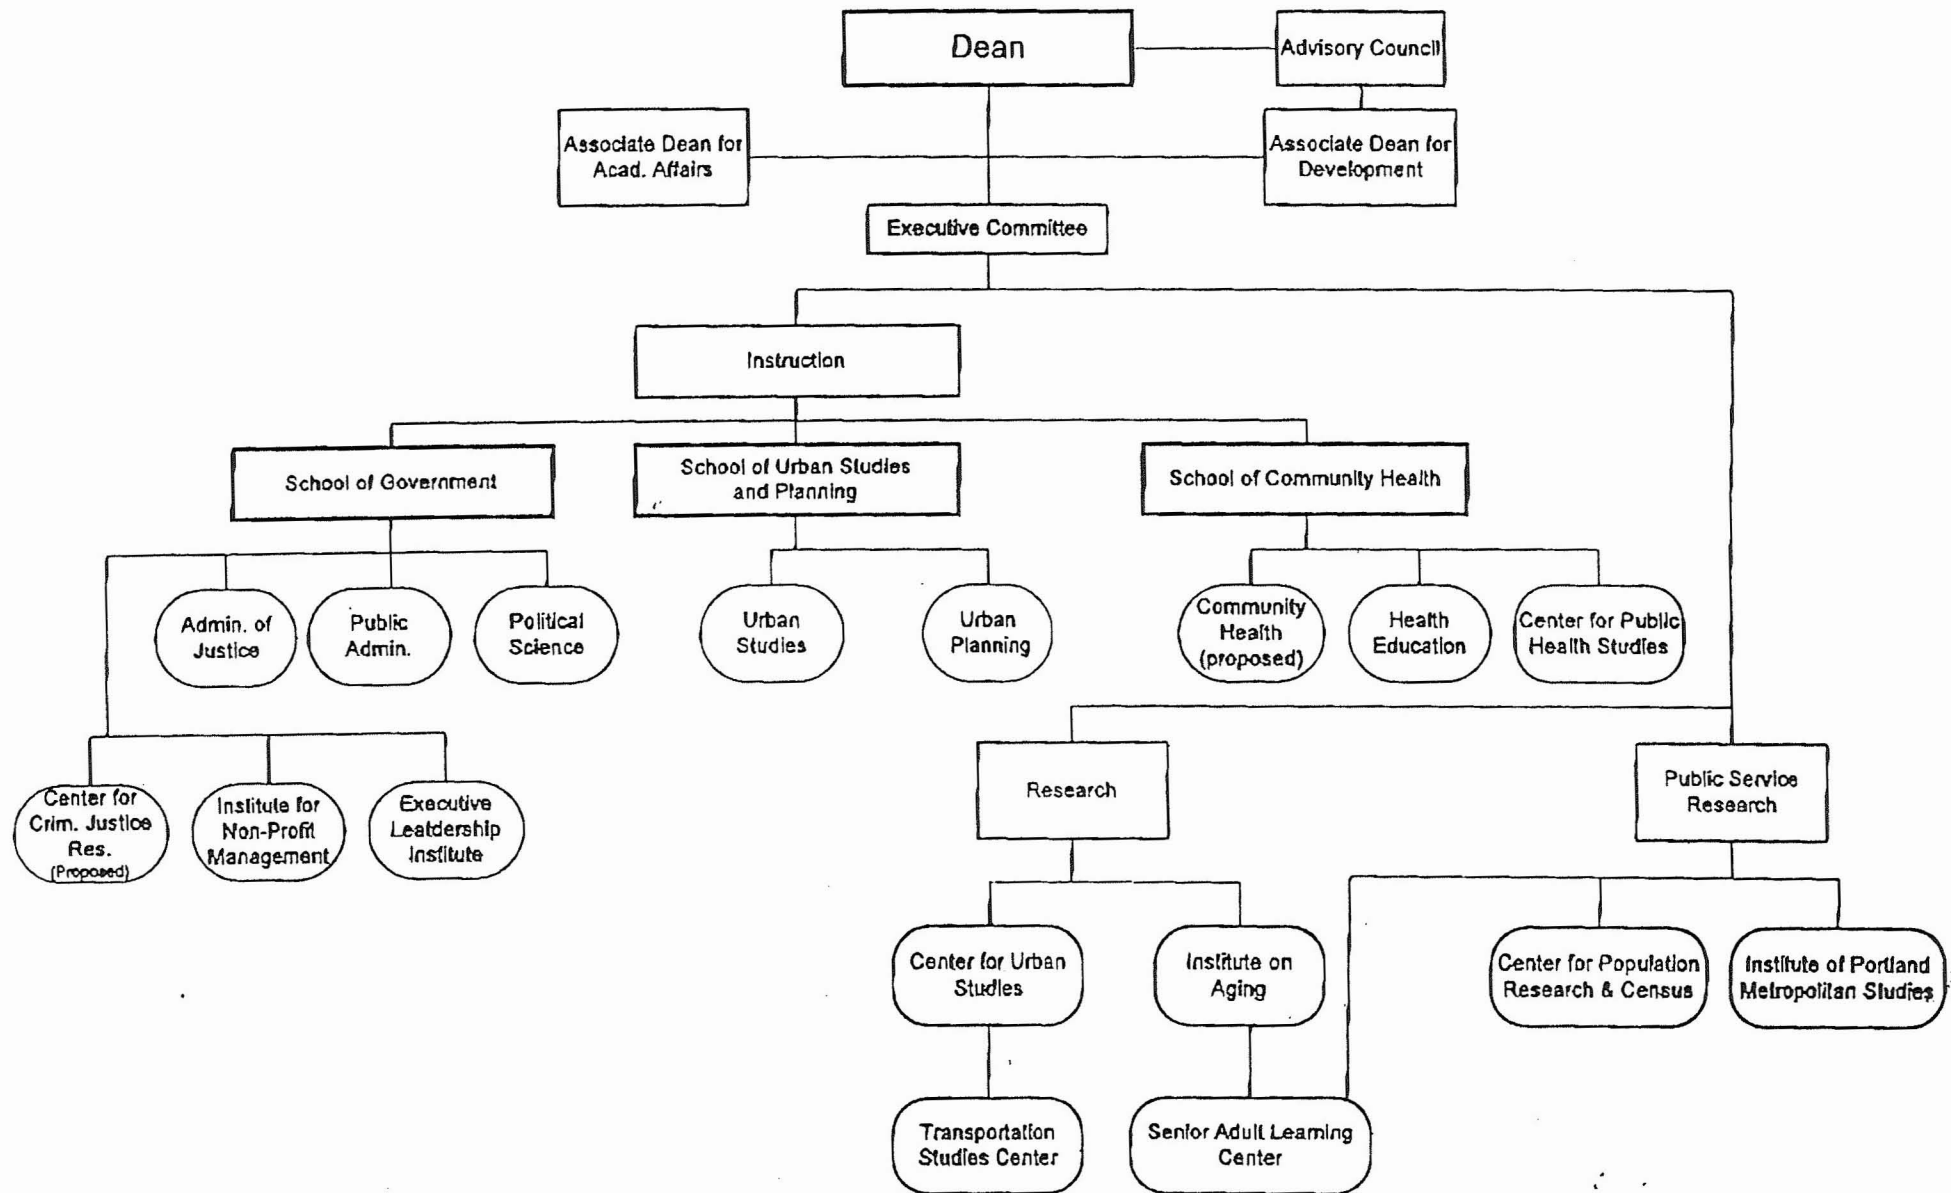 Dean
Advisory Council
Associate Dean for
Acad. Affairs
Associate Dean for
Development
Executive Committee
Instruction
School of Government
School of Urban Studies
and Planning
School of Community Health
Admin. of
Justice
Public
Admin.
Political
Science
Urban
Studies
Urban
Planning
Community
Health
(proposed)
Health
Education
Center for Public
Health Studies
Center for
Crim. Justice
Res.
(Proposed)
Institute for
Non-Profit
Management
Executive
Leatdership
Institute
Research
Public Service
Research
Center for Urban
Studies
Institute on
Aging
Center for Population
Research & Census
Institute of Portland
Metropolitan Studies
Transportation
Studies Center
Senior Adult Learning
Center